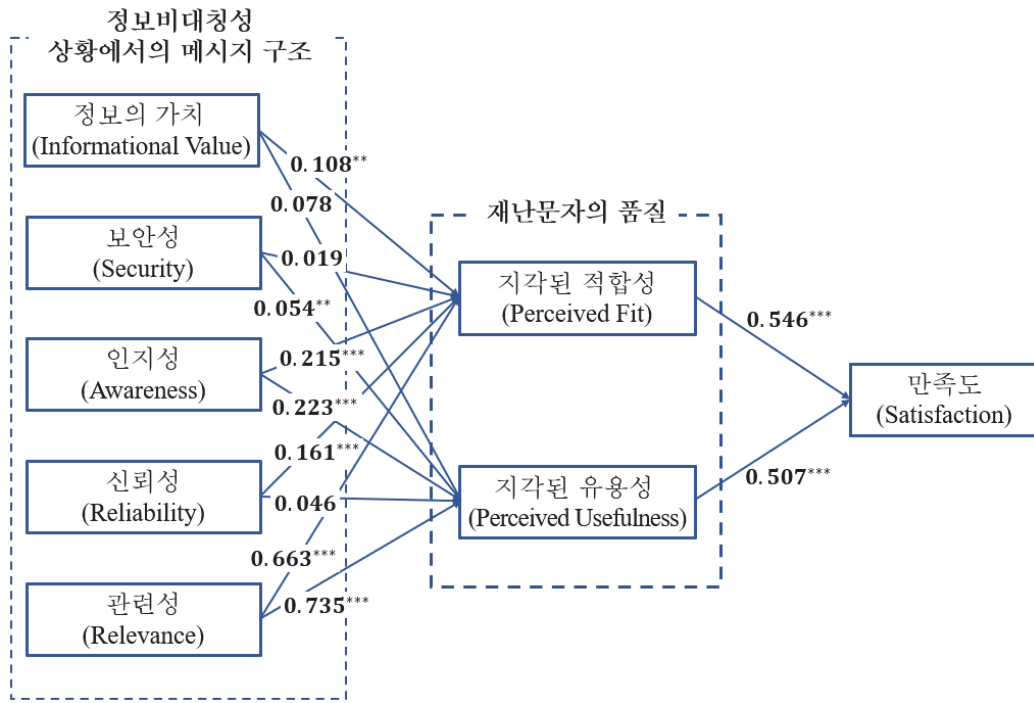 정보비대칭성
상황에서의 메시지 구조
정보의 가치
(Informational Value)
0.108**
0.078
재난문자의 품질
보안성
(Security)
0.019
0.054**
지각된 적합성
(Perceived Fit)
0.546***
인지성
(Awareness)
0.215***
0.223***
만족도
(Satisfaction)
신뢰성
(Reliability)
0.161***
0.046
지각된 유용성
(Perceived Usefulness)
0.507***
관련성
(Relevance)
0.663***
0.735***